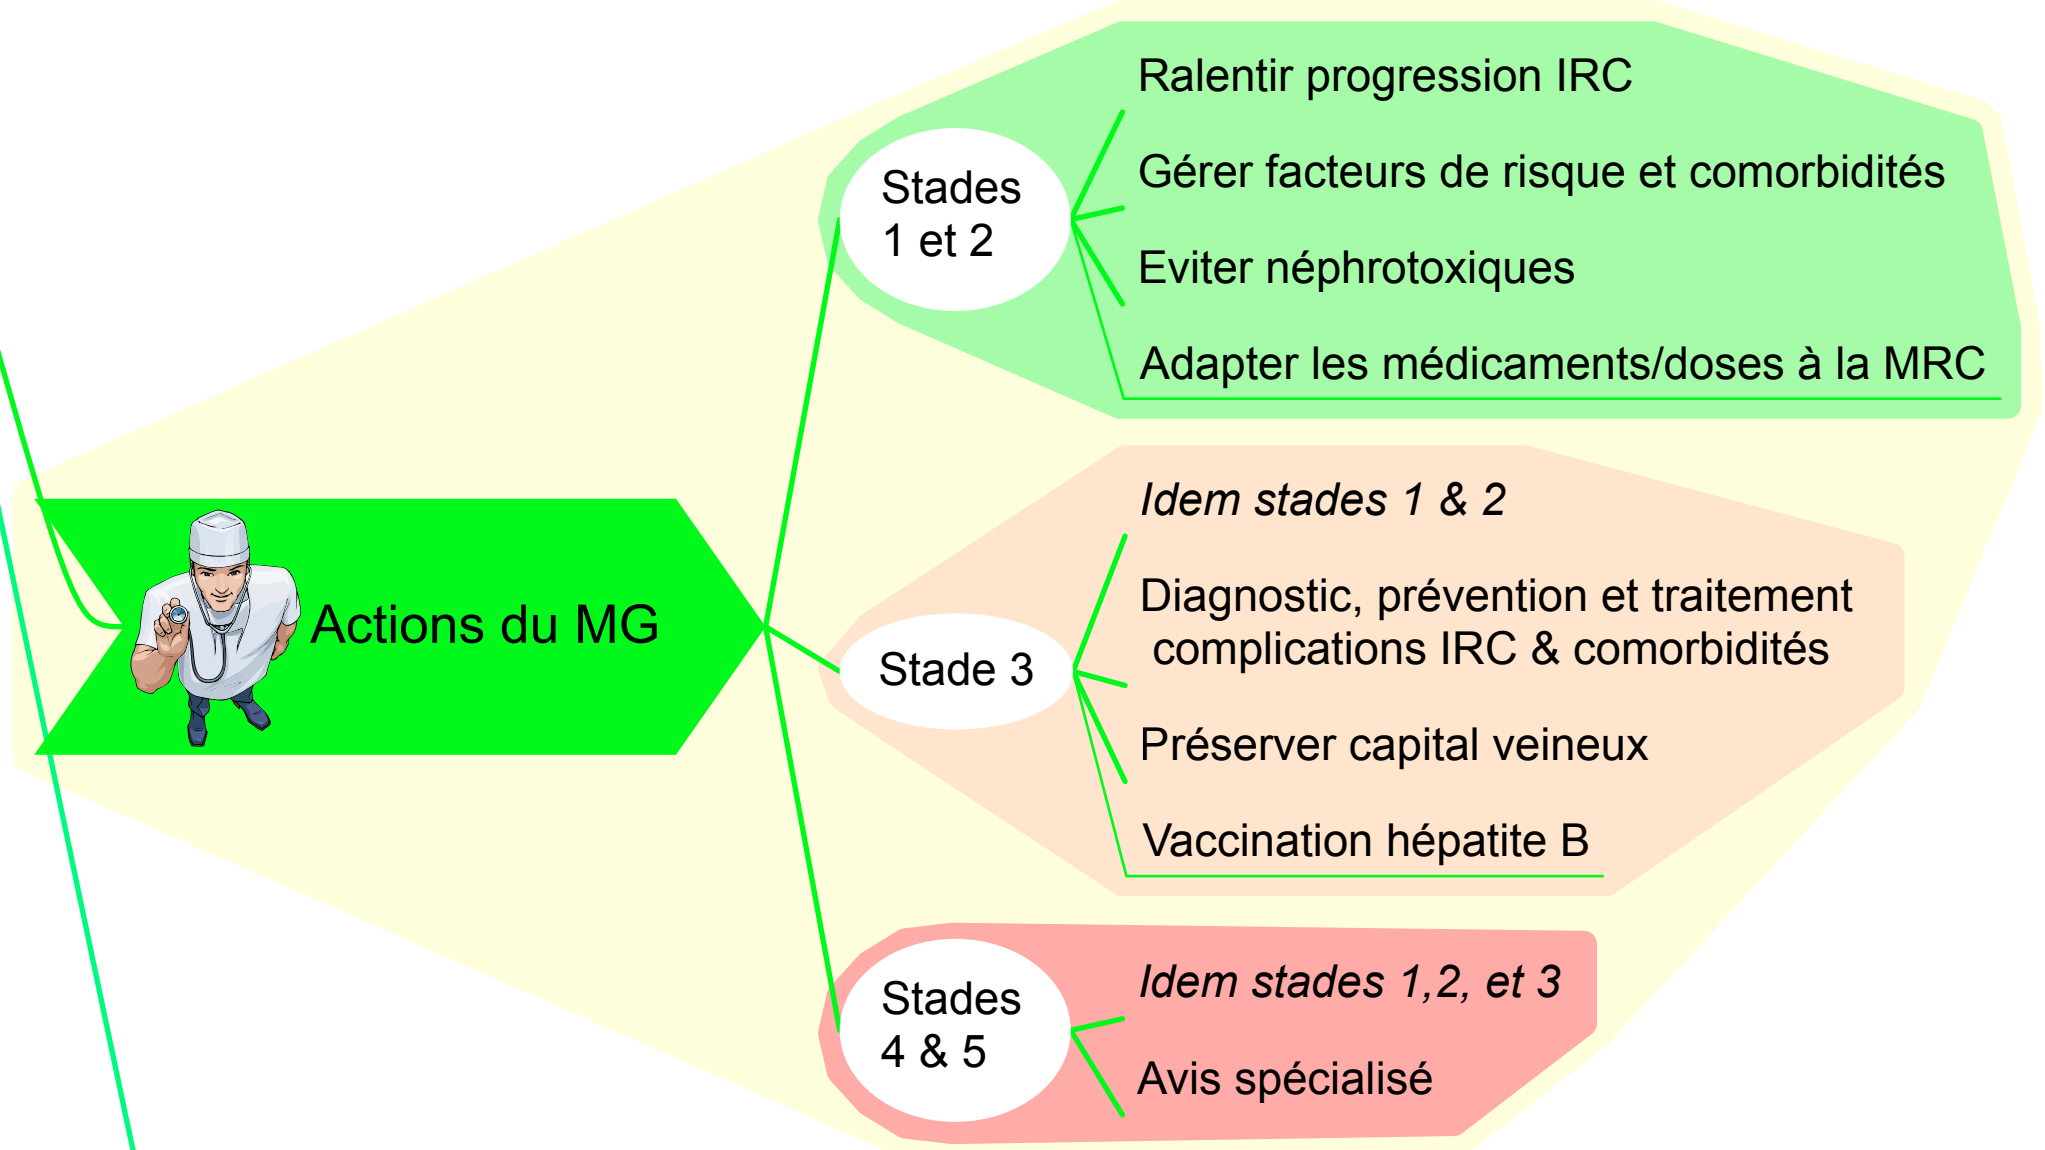 Actions du MG
Stades
1 et 2
Ralentir progression IRC
Gérer facteurs de risque et comorbidités
Eviter néphrotoxiques
Adapter les médicaments/doses à la MRC
Stade 3
Idem stades 1 & 2
Diagnostic, prévention et traitement
complications IRC & comorbidités
Préserver capital veineux
Vaccination hépatite B
Stades
4 & 5
Idem stades 1,2, et 3
Avis spécialisé